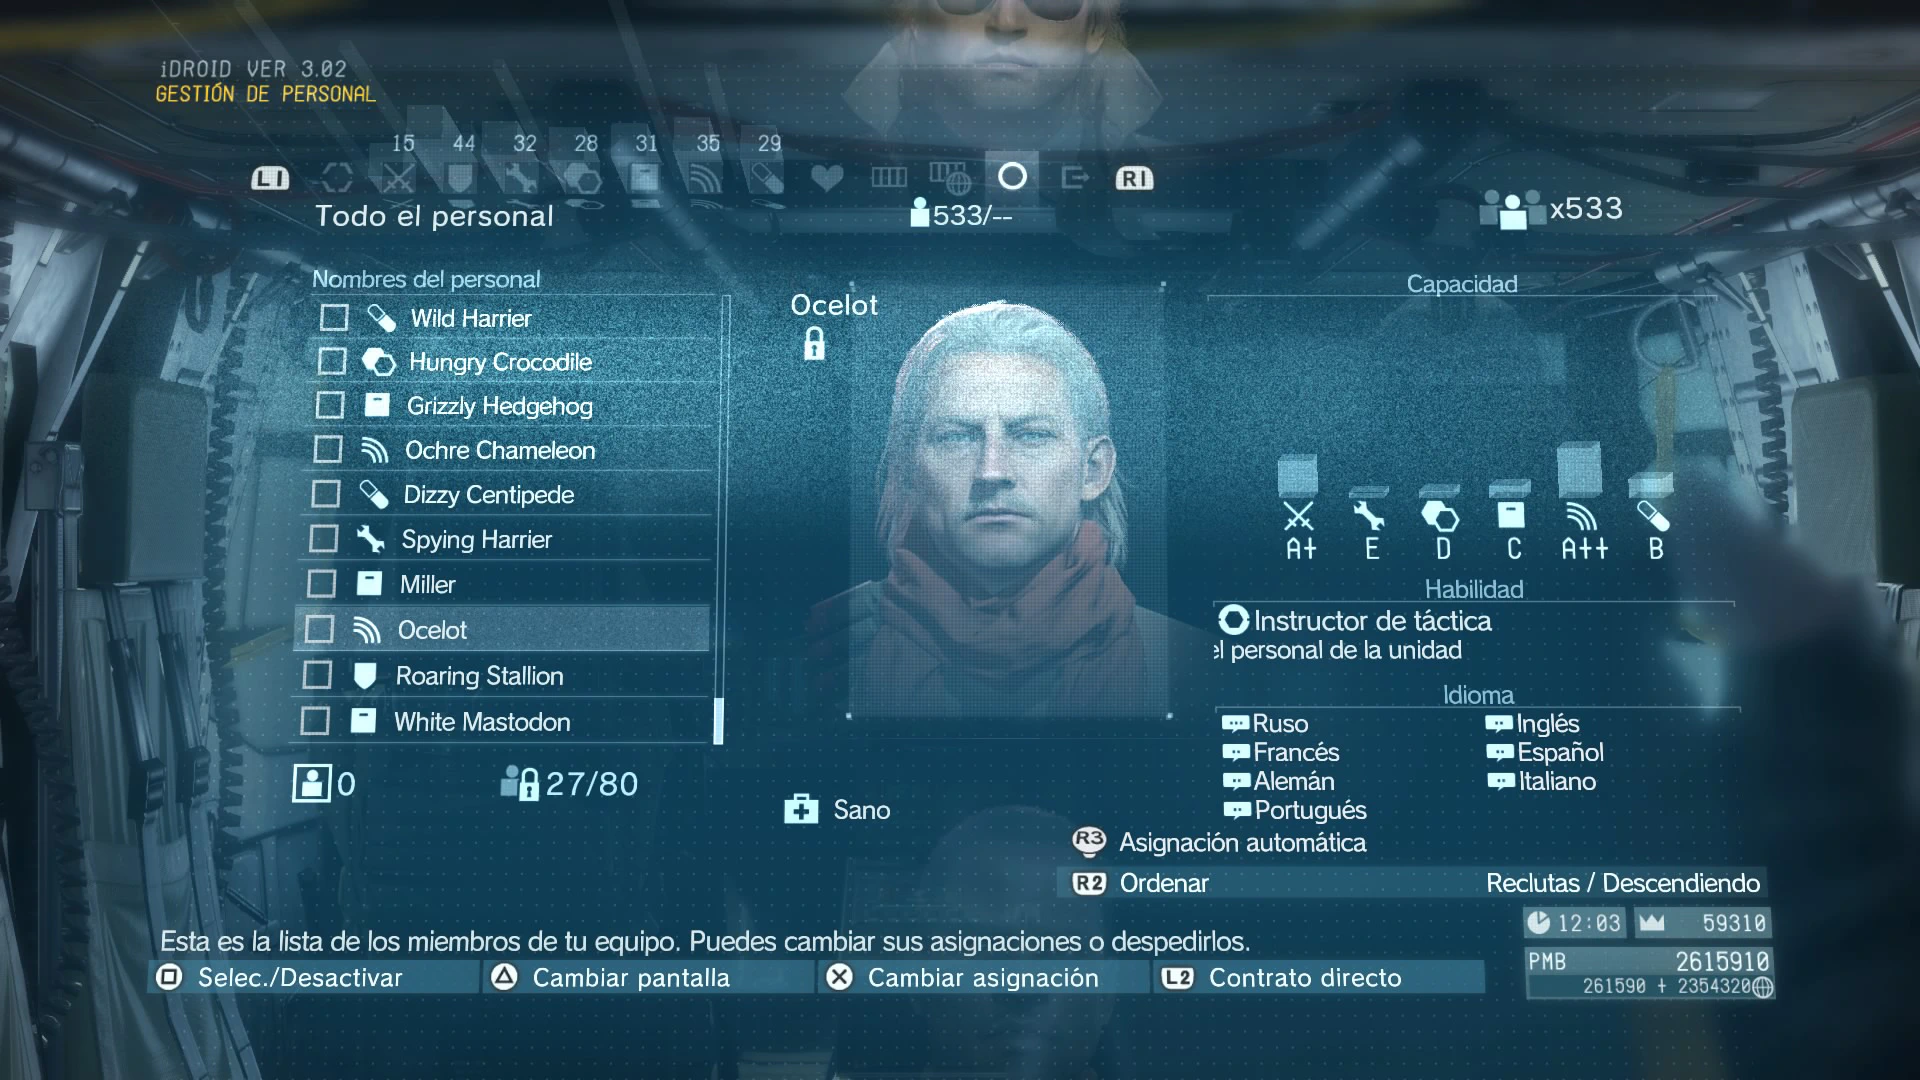 iDROID VER 3.02
GESTIÓN DE PERSONAL
15 44 32 28 31 35 29
L1 R1
Todo el personal
533/--
x533
Nombres del personal
Wild Harrier
Hungry Crocodile
Grizzly Hedgehog
Ochre Chameleon
Dizzy Centipede
Spying Harrier
Miller
Ocelot
Roaring Stallion
White Mastodon
0
27/80
Ocelot
Sano
Capacidad
A+ E D C A++ B
Habilidad
Instructor de táctica
el personal de la unidad
Idioma
Ruso Inglés
Francés Español
Alemán Italiano
Portugués
R3 Asignación automática
R2 Ordenar Reclutas / Descendiendo
12:03 59310
PMB 2615910
261590 + 2354320
Esta es la lista de los miembros de tu equipo. Puedes cambiar sus asignaciones o despedirlos.
Selec./Desactivar Cambiar pantalla Cambiar asignación L2 Contrato directo